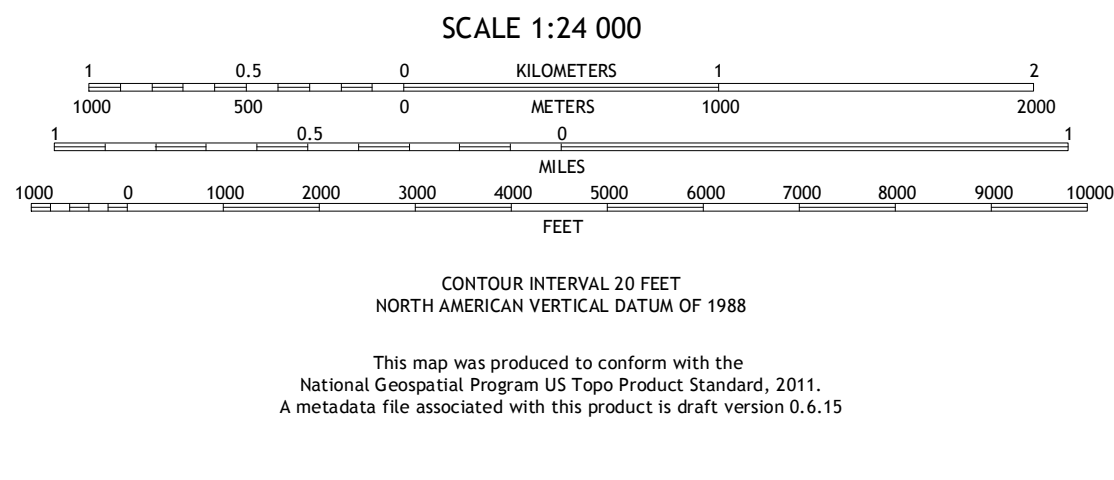 SCALE 1:24 000
1 0.5 0 KILOMETERS 1 2
1000 500 0 METERS 1000 2000
1 0.5 0 1
MILES
1000 0 1000 2000 3000 4000 5000 6000 7000 8000 9000 10000
FEET
CONTOUR INTERVAL 20 FEET
NORTH AMERICAN VERTICAL DATUM OF 1988
This map was produced to conform with the
National Geospatial Program US Topo Product Standard, 2011.
A metadata file associated with this product is draft version 0.6.15